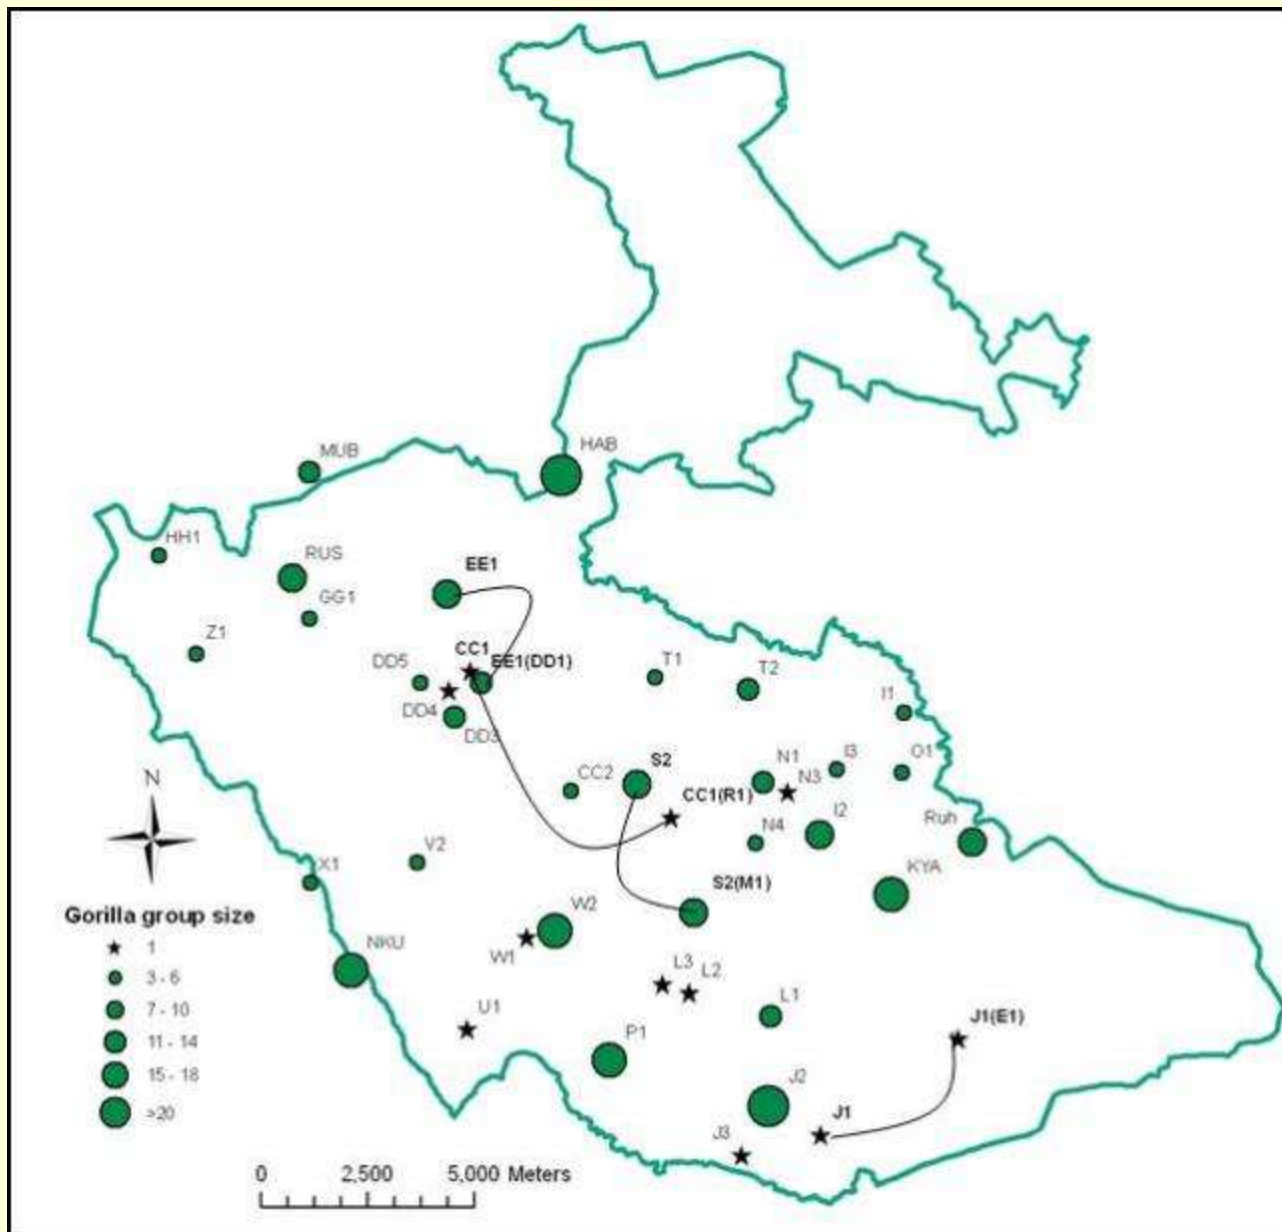 MUB
HAB
HH1
RUS
EE1
GG1
Z1
CC1
DD5
EE1(DD1)
T1
T2
DD4
DD3
I1
S2
CC2
N1
I3
O1
N3
CC1(R1)
N
N4
I2
Ruh
V2
X1
KYA
S2(M1)
Gorilla group size
W2
1
NKU
W1
3 - 6
L3
L2
7 - 10
U1
L1
J1(E1)
11 - 14
P1
15 - 18
J2
>20
J1
J3
0 2,500 5,000 Meters